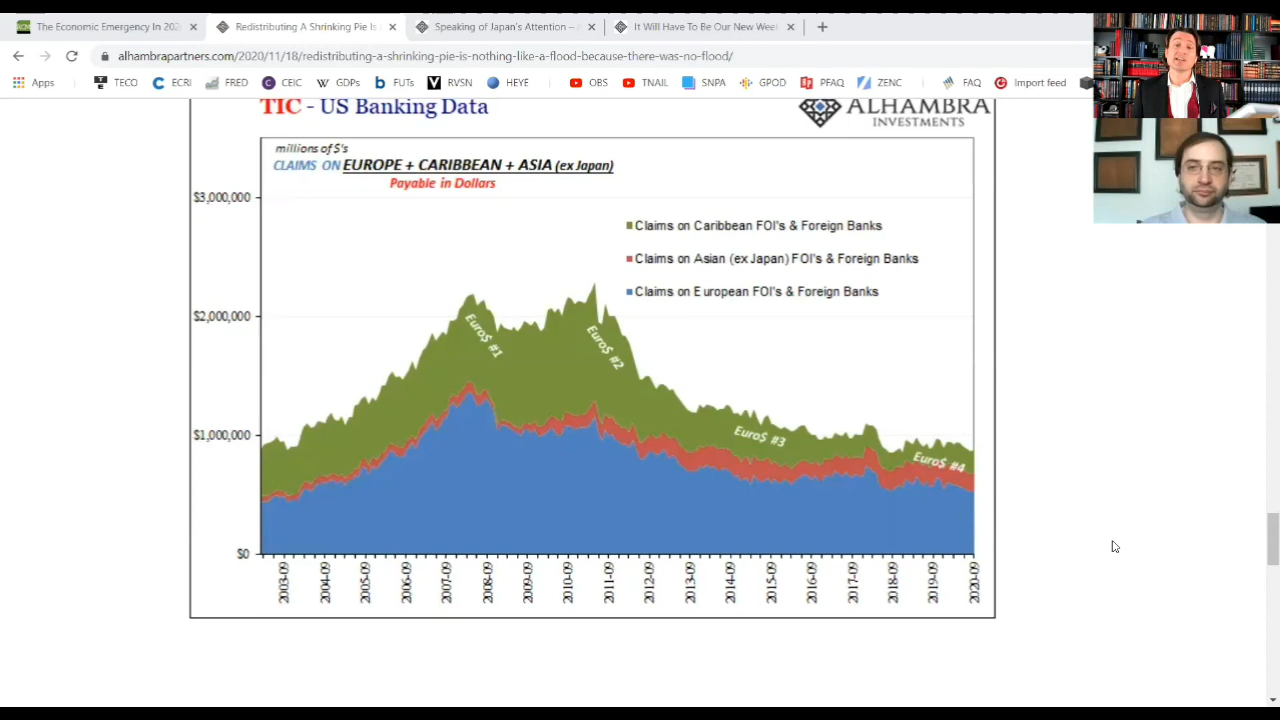 The Economic Emergency In 202
Redistributing A Shrinking Pie Is
Speaking of Japan's Attention –
It Will Have To Be Our New Week
alhambrapartners.com/2020/11/18/redistributing-a-shrinking-pie-is-exactly-like-a-flood-because-there-was-no-flood/
Apps
TECO
ECRI
FRED
CEIC
GDPs
BITs
RVSN
HEYe
OBS
TNAIL
SNPA
GPOD
ZENC
FAQ
Import feed
TIC - US Banking Data
ALHAMBRA
INVESTMENTS
millions of $'s
CLAIMS ON EUROPE + CARIBBEAN + ASIA (ex Japan)
Payable in Dollars
$3,000,000
$2,000,000
$1,000,000
$0
Claims on Caribbean FOI's & Foreign Banks
Claims on Asian (ex Japan) FOI's & Foreign Banks
Claims on European FOI's & Foreign Banks
Euro$ #1
Euro$ #2
Euro$ #3
Euro$ #4
2003-09
2004-09
2005-09
2006-09
2007-09
2008-09
2009-09
2010-09
2011-09
2012-09
2013-09
2014-09
2015-09
2016-09
2017-09
2018-09
2019-09
2020-09